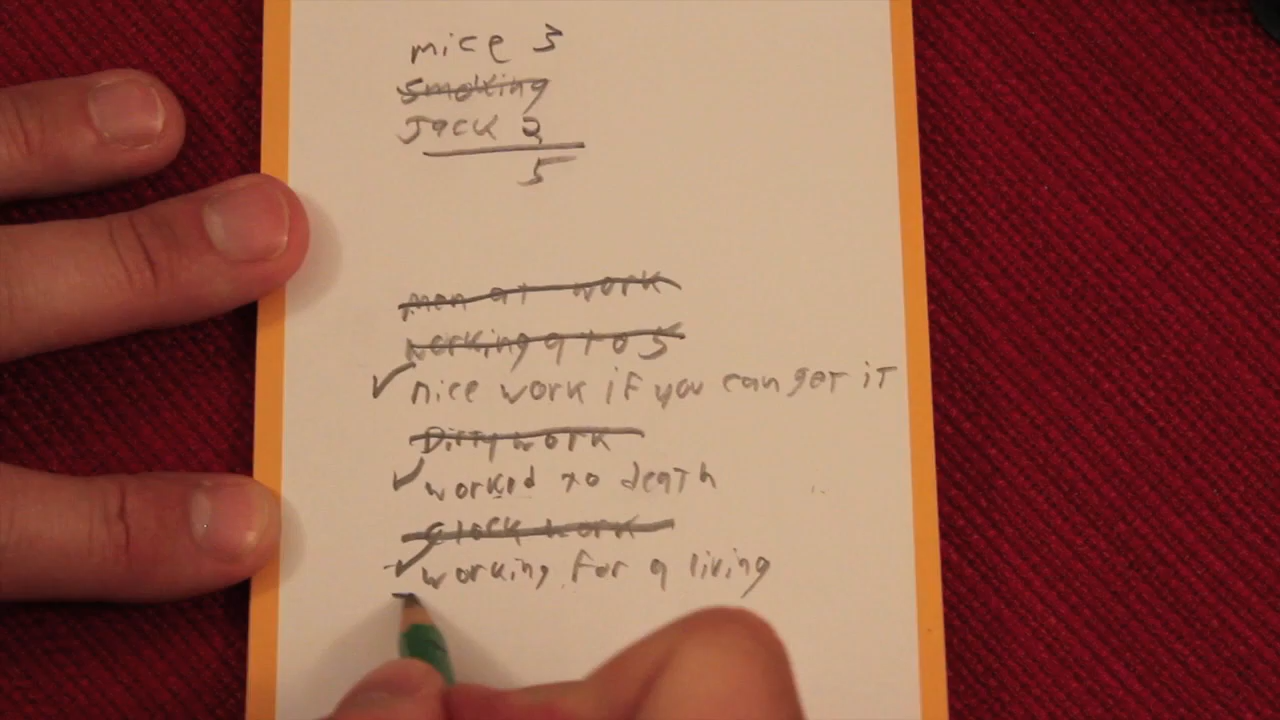 mice 3
smoking
Jack 2
5
men at work
working 9 to 5
nice work if you can get it
Dirty work
worked to death
clock work
working for a living